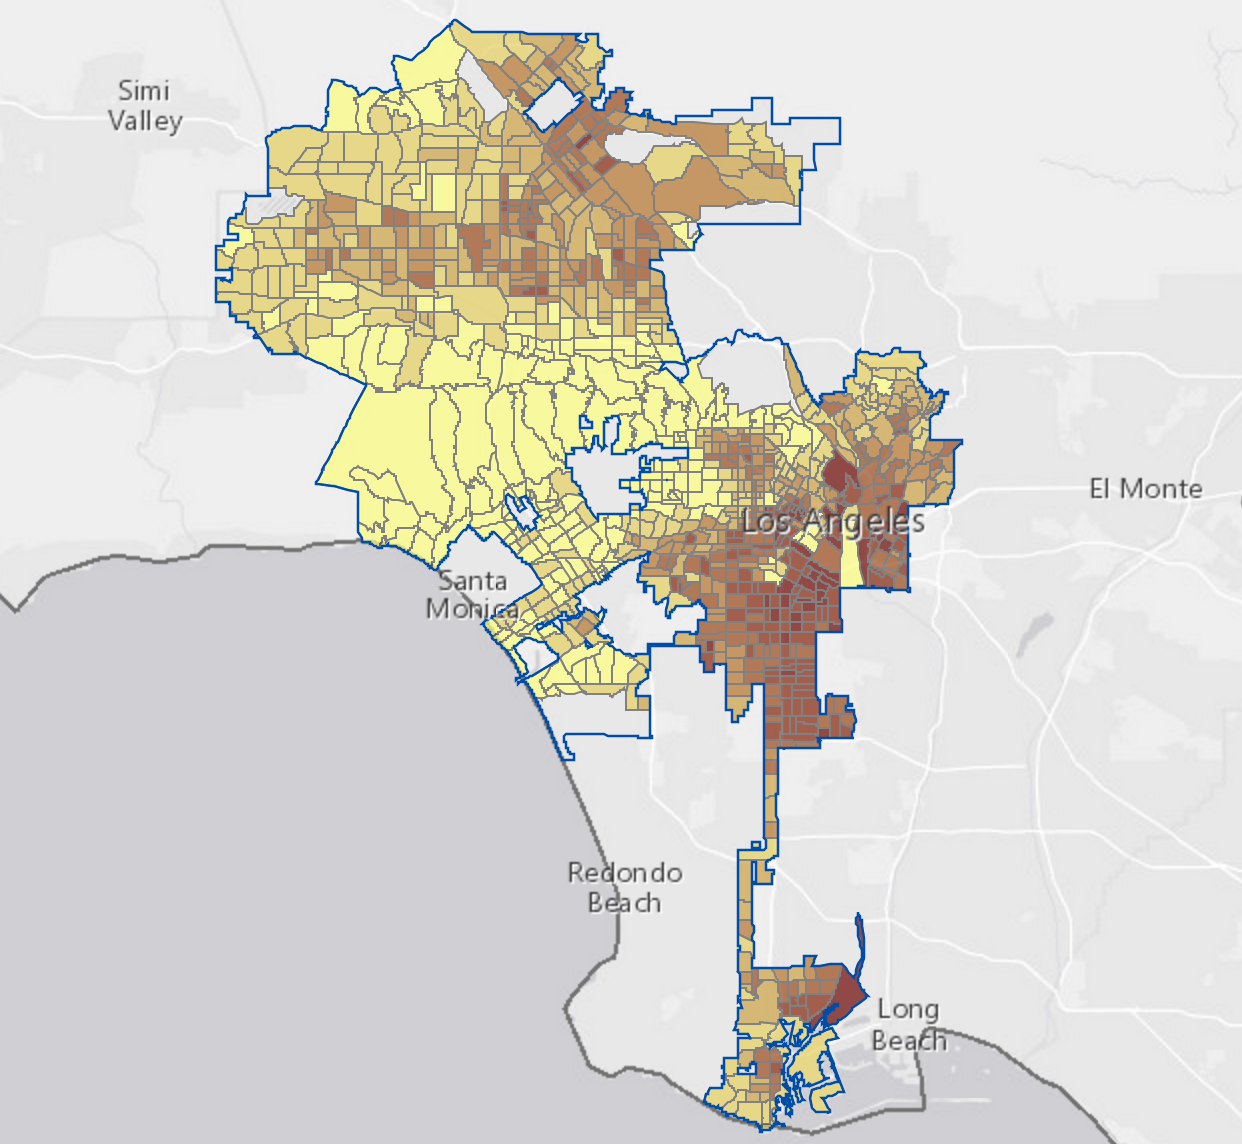 Simi
Valley
El Monte
Los Angeles
Santa
Monica
Redondo
Beach
Long
Beach